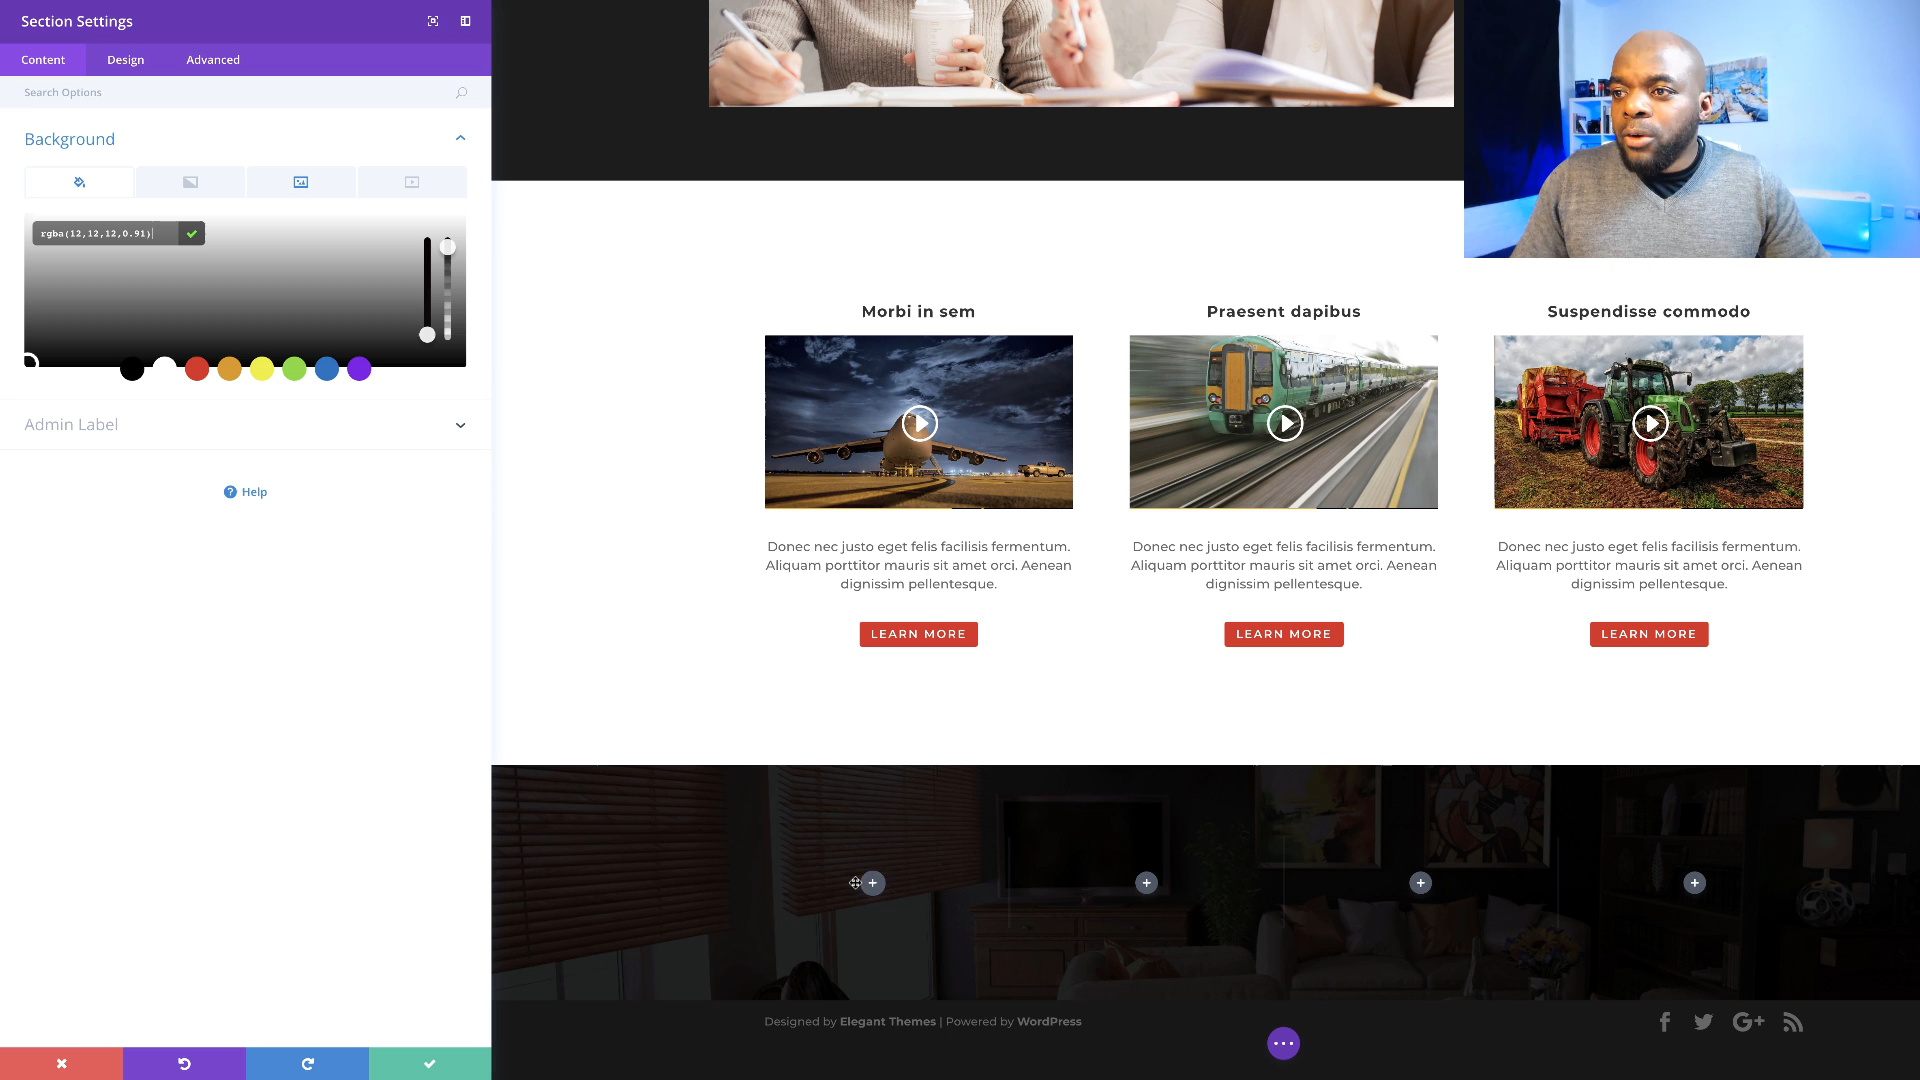 Section Settings
Content
Design
Advanced
Search Options
Background
rgba(12,12,12,0.91)
Admin Label
Help
Morbi in sem
Praesent dapibus
Suspendisse commodo
Donec nec justo eget felis facilisis fermentum.
Aliquam porttitor mauris sit amet orci. Aenean
dignissim pellentesque.
Donec nec justo eget felis facilisis fermentum.
Aliquam porttitor mauris sit amet orci. Aenean
dignissim pellentesque.
Donec nec justo eget felis facilisis fermentum.
Aliquam porttitor mauris sit amet orci. Aenean
dignissim pellentesque.
LEARN MORE
LEARN MORE
LEARN MORE
Designed by Elegant Themes | Powered by WordPress